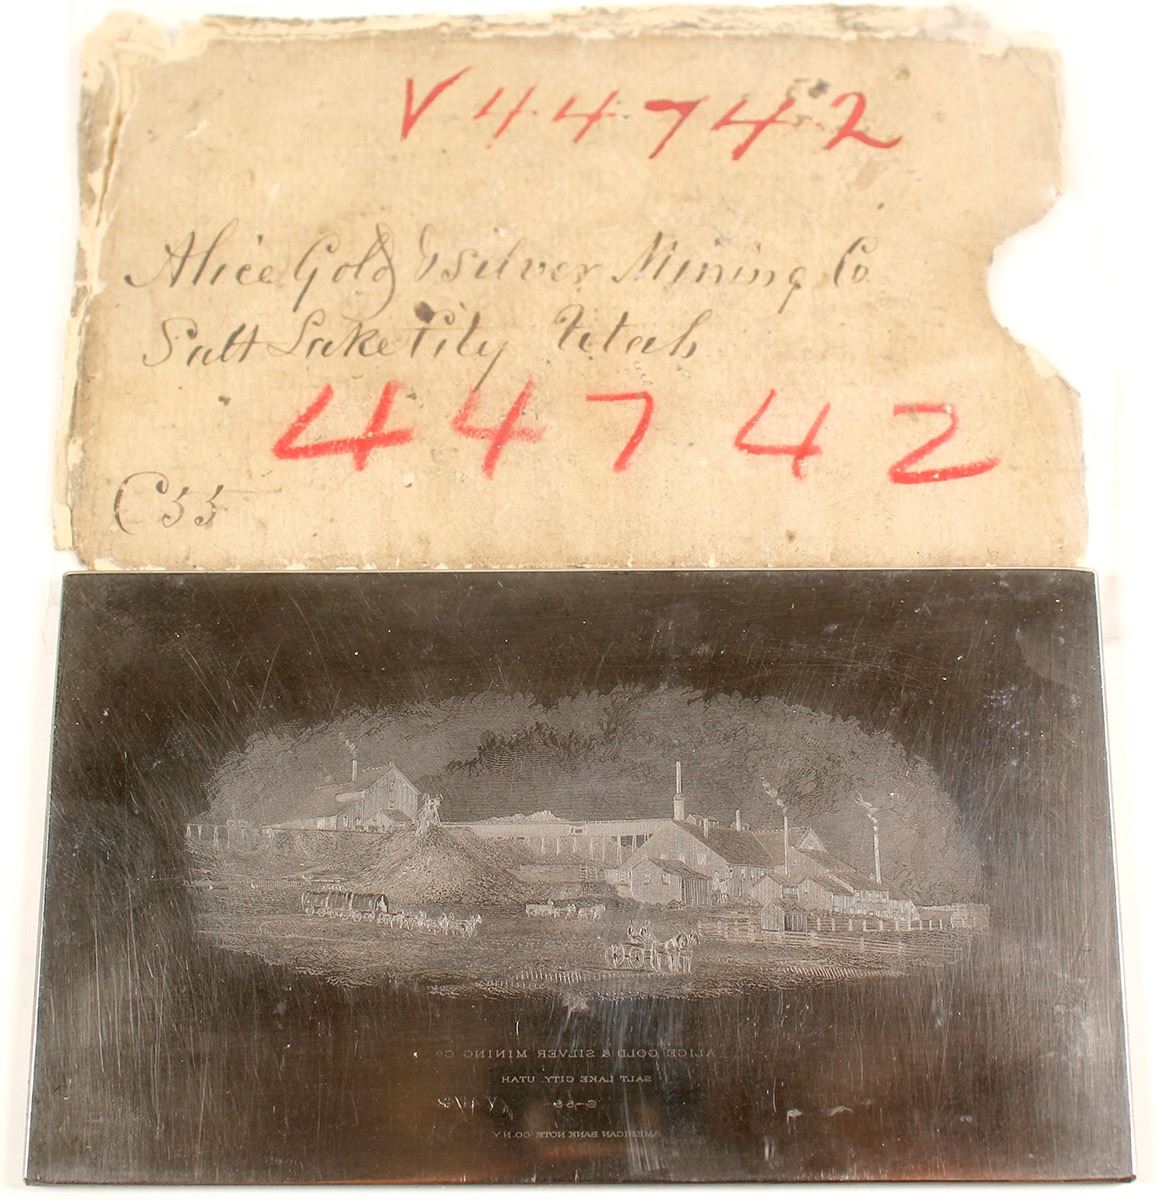 V44742
Alice Gold & Silver Mining Co
Salt Lake City Utah
44742
C55
ALICE GOLD & SILVER MINING CO.
SALT LAKE CITY, UTAH
AMERICAN BANK NOTE CO. N.Y.